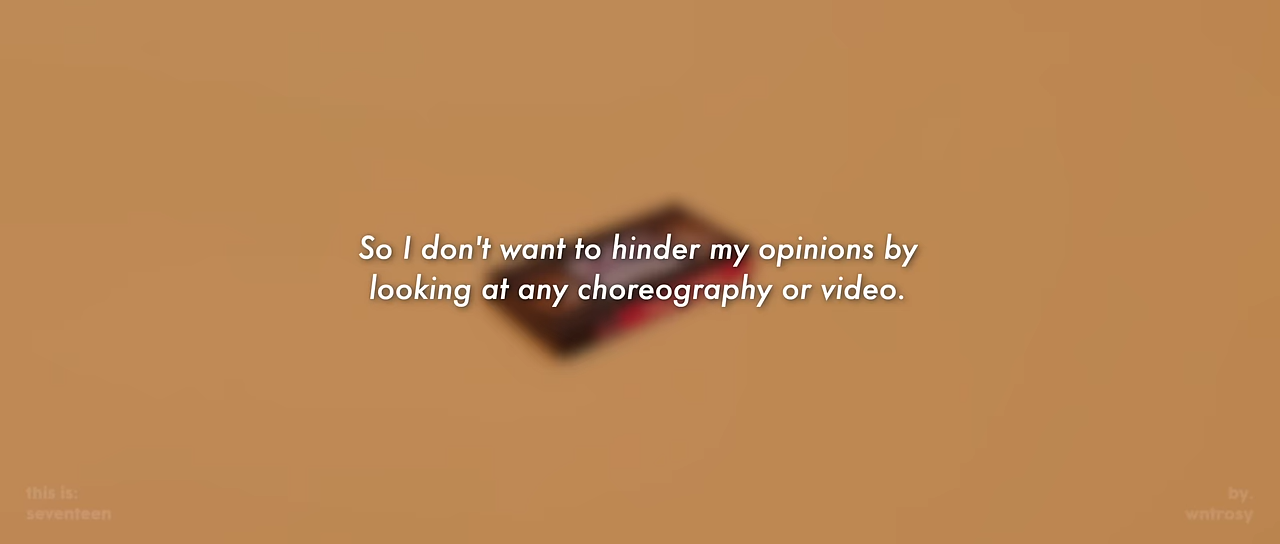 So I don't want to hinder my opinions by
looking at any choreography or video.
this is:
seventeen
by:
wntrosy